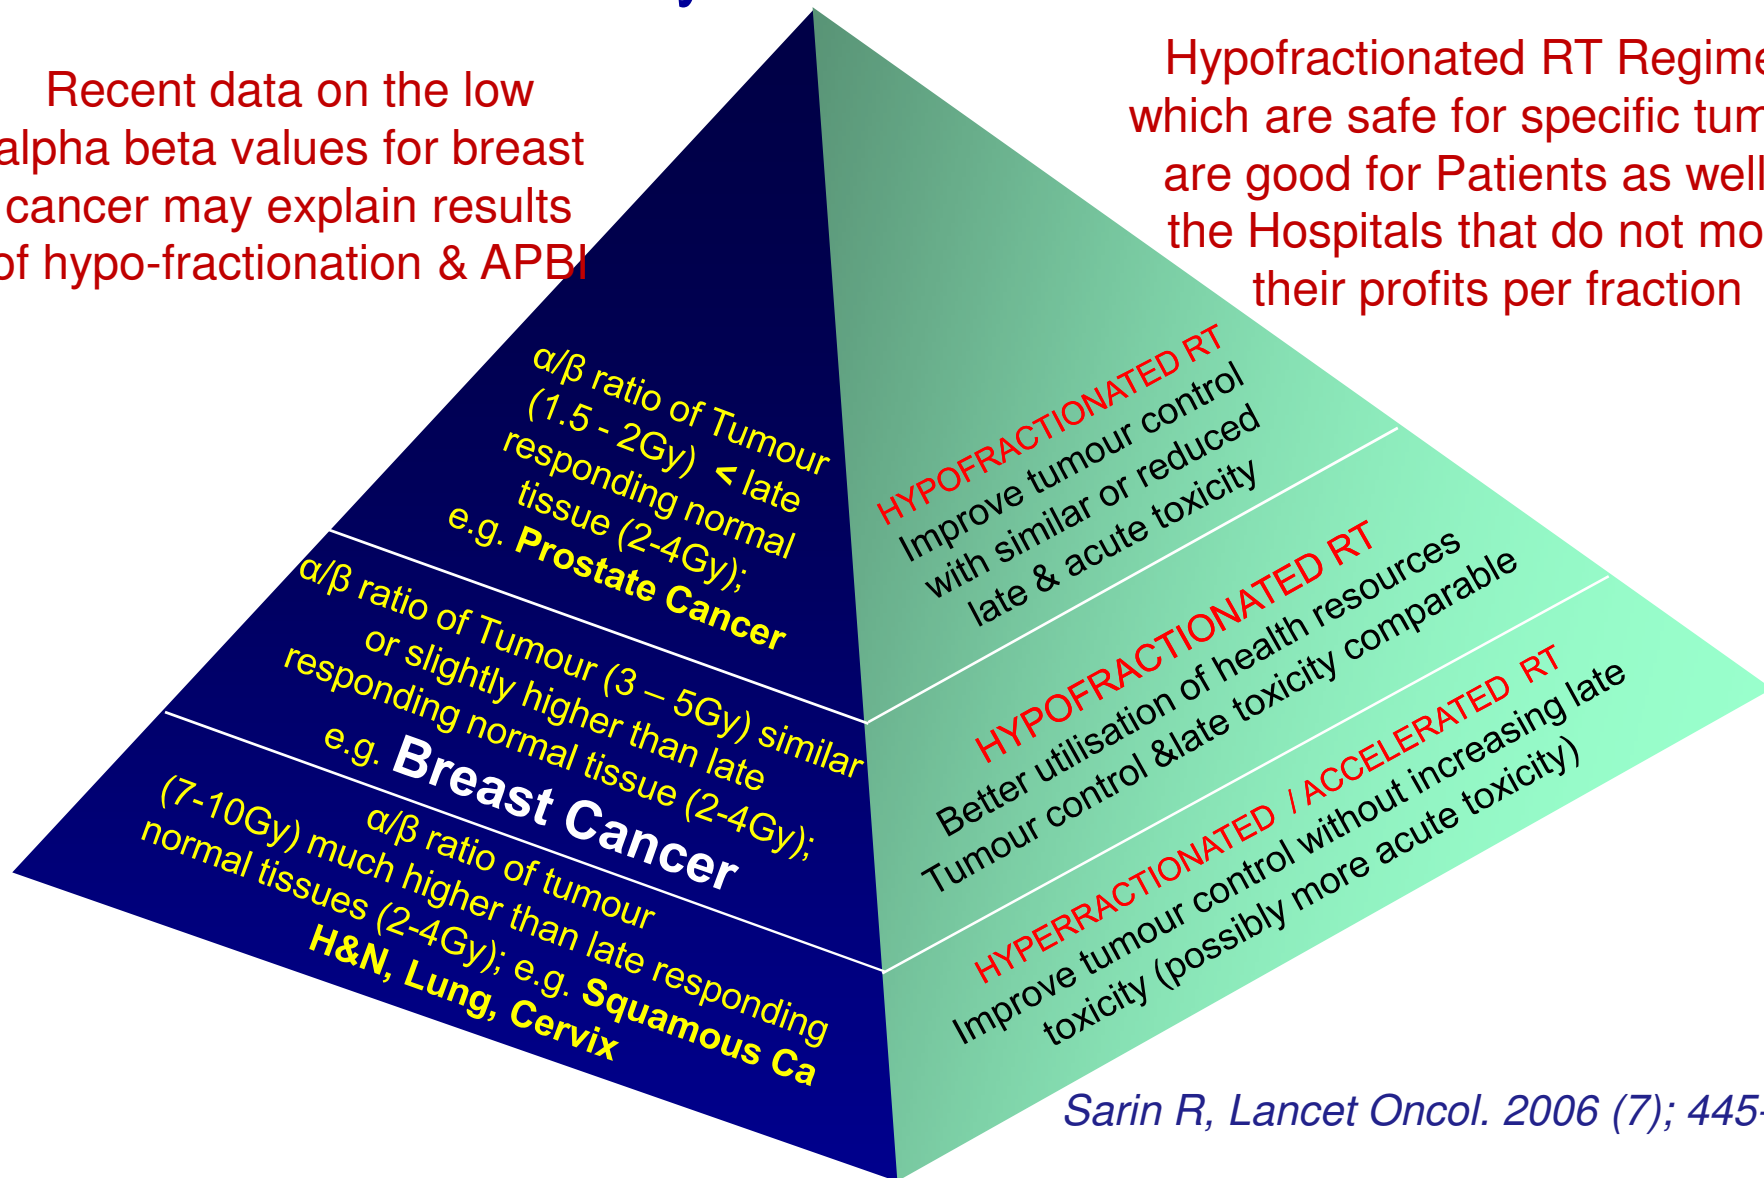 Recent data on the low
alpha beta values for breast
cancer may explain results
of hypo-fractionation & APBI
Hypofractionated RT Regime
which are safe for specific tum
are good for Patients as well
the Hospitals that do not mo
their profits per fraction
α/β ratio of Tumour
(1.5 - 2Gy) < late
responding normal
tissue (2-4Gy);
e.g. Prostate Cancer
HYPOFRACTIONATED RT
Improve tumour control
with similar or reduced
late & acute toxicity
α/β ratio of Tumour (3 – 5Gy) similar
or slightly higher than late
responding normal tissue (2-4Gy);
e.g. Breast Cancer
HYPOFRACTIONATED RT
Better utilisation of health resources
Tumour control &late toxicity comparable
α/β ratio of tumour
(7-10Gy) much higher than late responding
normal tissues (2-4Gy); e.g. Squamous Ca
H&N, Lung, Cervix
HYPERRACTIONATED / ACCELERATED RT
Improve tumour control without increasing late
toxicity (possibly more acute toxicity)
Sarin R, Lancet Oncol. 2006 (7); 445-